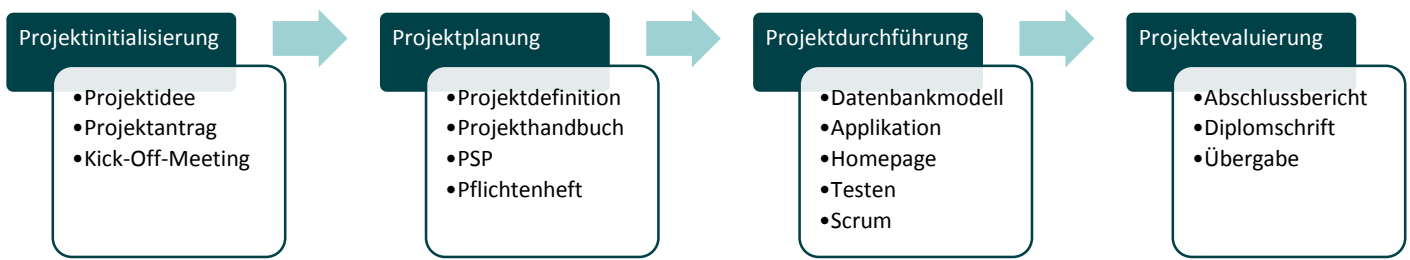 Projektinitialisierung
•Projektidee
•Projektantrag
•Kick-Off-Meeting
Projektplanung
•Projektdefinition
•Projekthandbuch
•PSP
•Pflichtenheft
Projektdurchführung
•Datenbankmodell
•Applikation
•Homepage
•Testen
•Scrum
Projektevaluierung
•Abschlussbericht
•Diplomschrift
•Übergabe